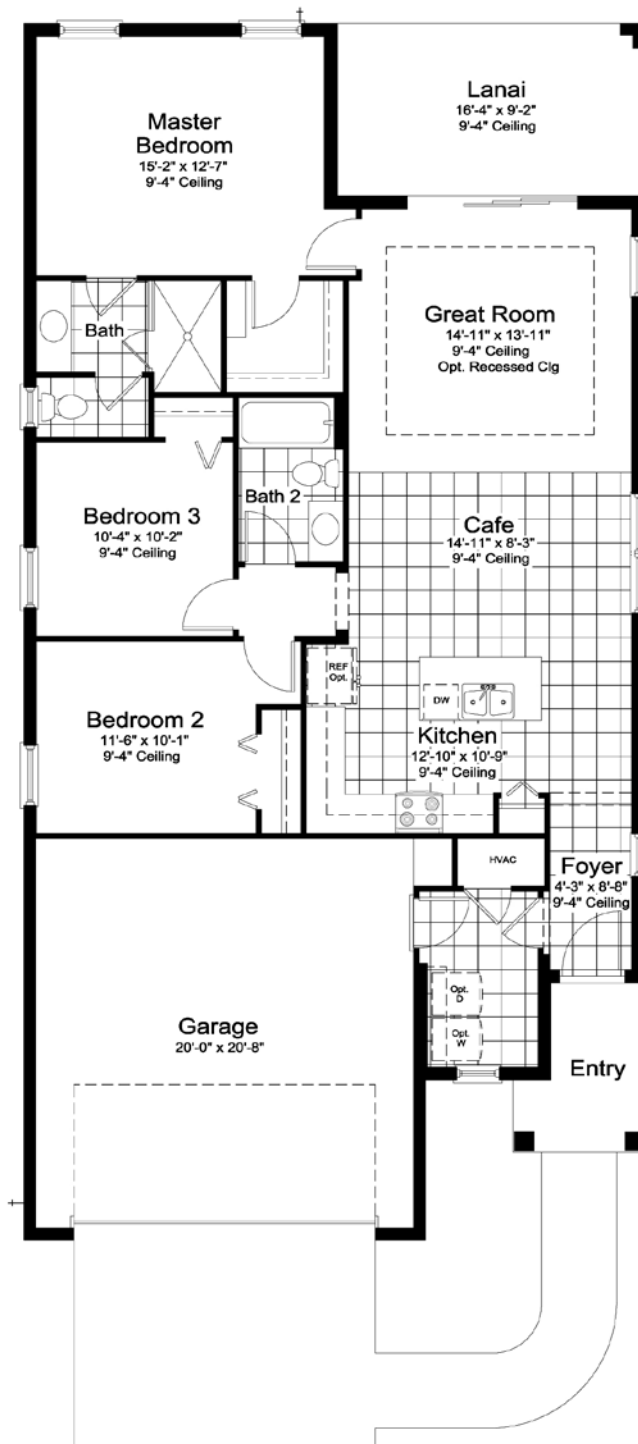 Lanai
16'-4" x 9'-2"
9'-4" Ceiling
Master
Bedroom
15'-2" x 12'-7"
9'-4" Ceiling
Great Room
14'-11" x 13'-11"
9'-4" Ceiling
Opt. Recessed Clg
Bath
Bath 2
Bedroom 3
10'-4" x 10'-2"
9'-4" Ceiling
Cafe
14'-11" x 8'-3"
9'-4" Ceiling
REF
Opt.
DW
Bedroom 2
11'-6" x 10'-1"
9'-4" Ceiling
Kitchen
12'-10" x 10'-9"
9'-4" Ceiling
HVAC
Foyer
4'-3" x 8'-8"
9'-4" Ceiling
Opt.
D
Opt.
W
Garage
20'-0" x 20'-8"
Entry